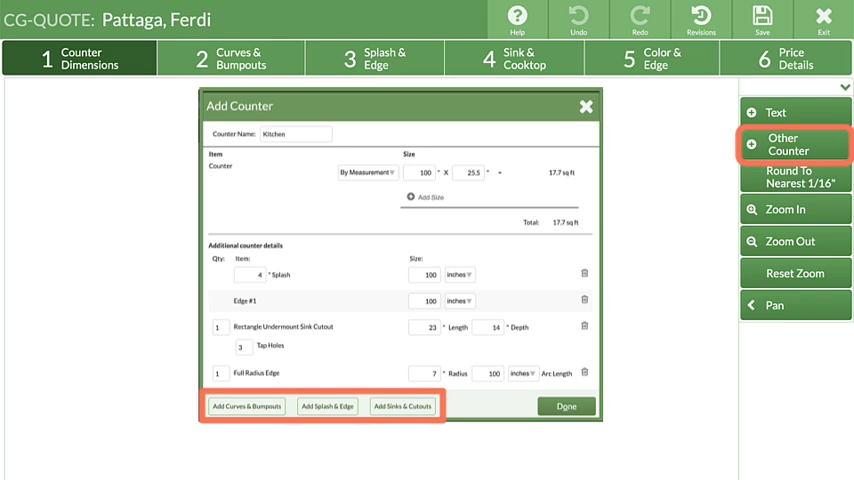 CG-QUOTE: Pattaga, Ferdi
Help
Undo
Redo
Revisions
Save
Exit
1 Counter Dimensions
2 Curves & Bumpouts
3 Splash & Edge
4 Sink & Cooktop
5 Color & Edge
6 Price Details
Add Counter
Counter Name: Kitchen
Item Size
Counter By Measurement 100 " X 25.5 " = 17.7 sq ft
Add Size
Total: 17.7 sq ft
Additional counter details
Qty: Item: Size:
4 " Splash 100 inches
Edge #1 100 inches
1 Rectangle Undermount Sink Cutout 23 " Length 14 " Depth
3 Tap Holes
1 Full Radius Edge 7 " Radius 100 inches Arc Length
Add Curves & Bumpouts Add Splash & Edge Add Sinks & Cutouts Done
Text
Other Counter
Round To Nearest 1/16"
Zoom In
Zoom Out
Reset Zoom
Pan